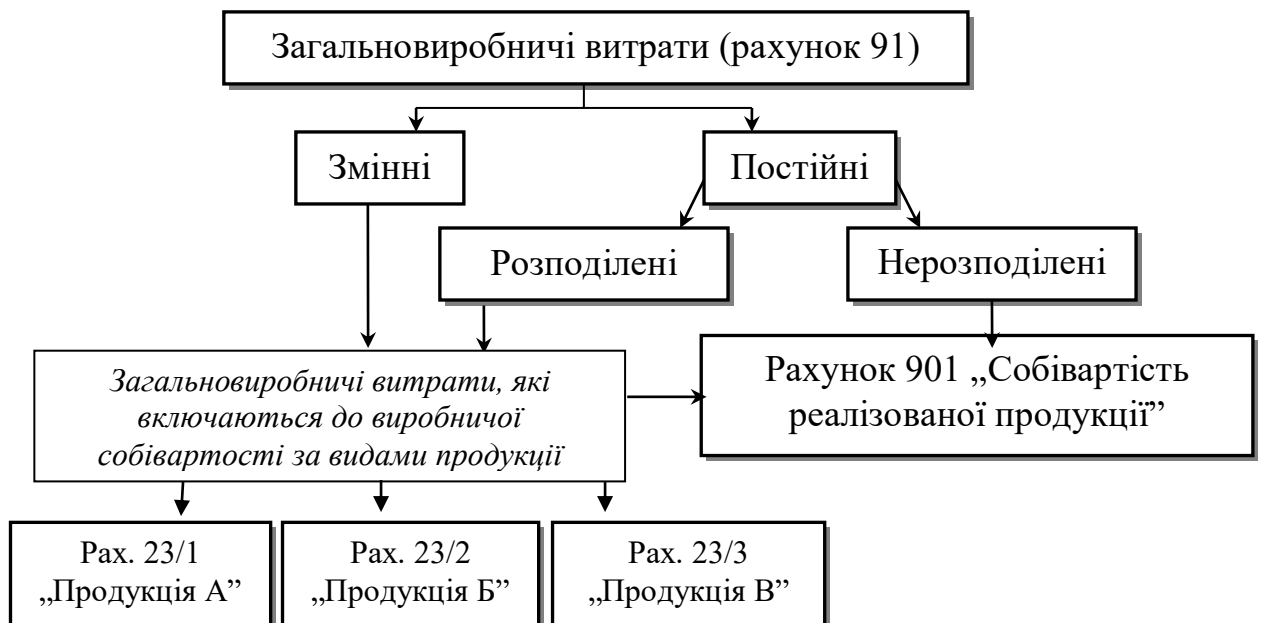 Загальновиробничі витрати (рахунок 91)
Змінні
Постійні
Розподілені
Нерозподілені
Загальновиробничі витрати, які
включаються до виробничої
собівартості за видами продукції
Рахунок 901 „Собівартість
реалізованої продукції”
Рах. 23/1
„Продукція А”
Рах. 23/2
„Продукція Б”
Рах. 23/3
„Продукція В”